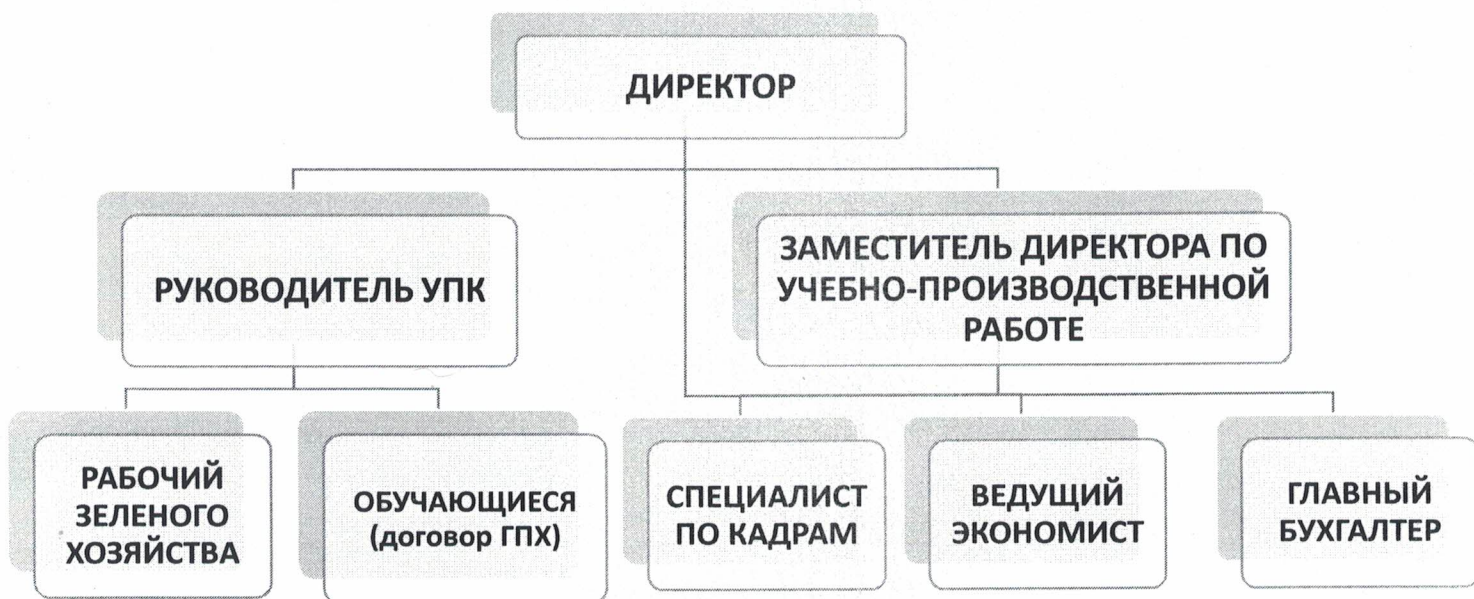 ДИРЕКТОР
РУКОВОДИТЕЛЬ УПК
ЗАМЕСТИТЕЛЬ ДИРЕКТОРА ПО
УЧЕБНО-ПРОИЗВОДСТВЕННОЙ
РАБОТЕ
РАБОЧИЙ
ЗЕЛЕНОГО
ХОЗЯЙСТВА
ОБУЧАЮЩИЕСЯ
(договор ГПХ)
СПЕЦИАЛИСТ
ПО КАДРАМ
ВЕДУЩИЙ
ЭКОНОМИСТ
ГЛАВНЫЙ
БУХГАЛТЕР